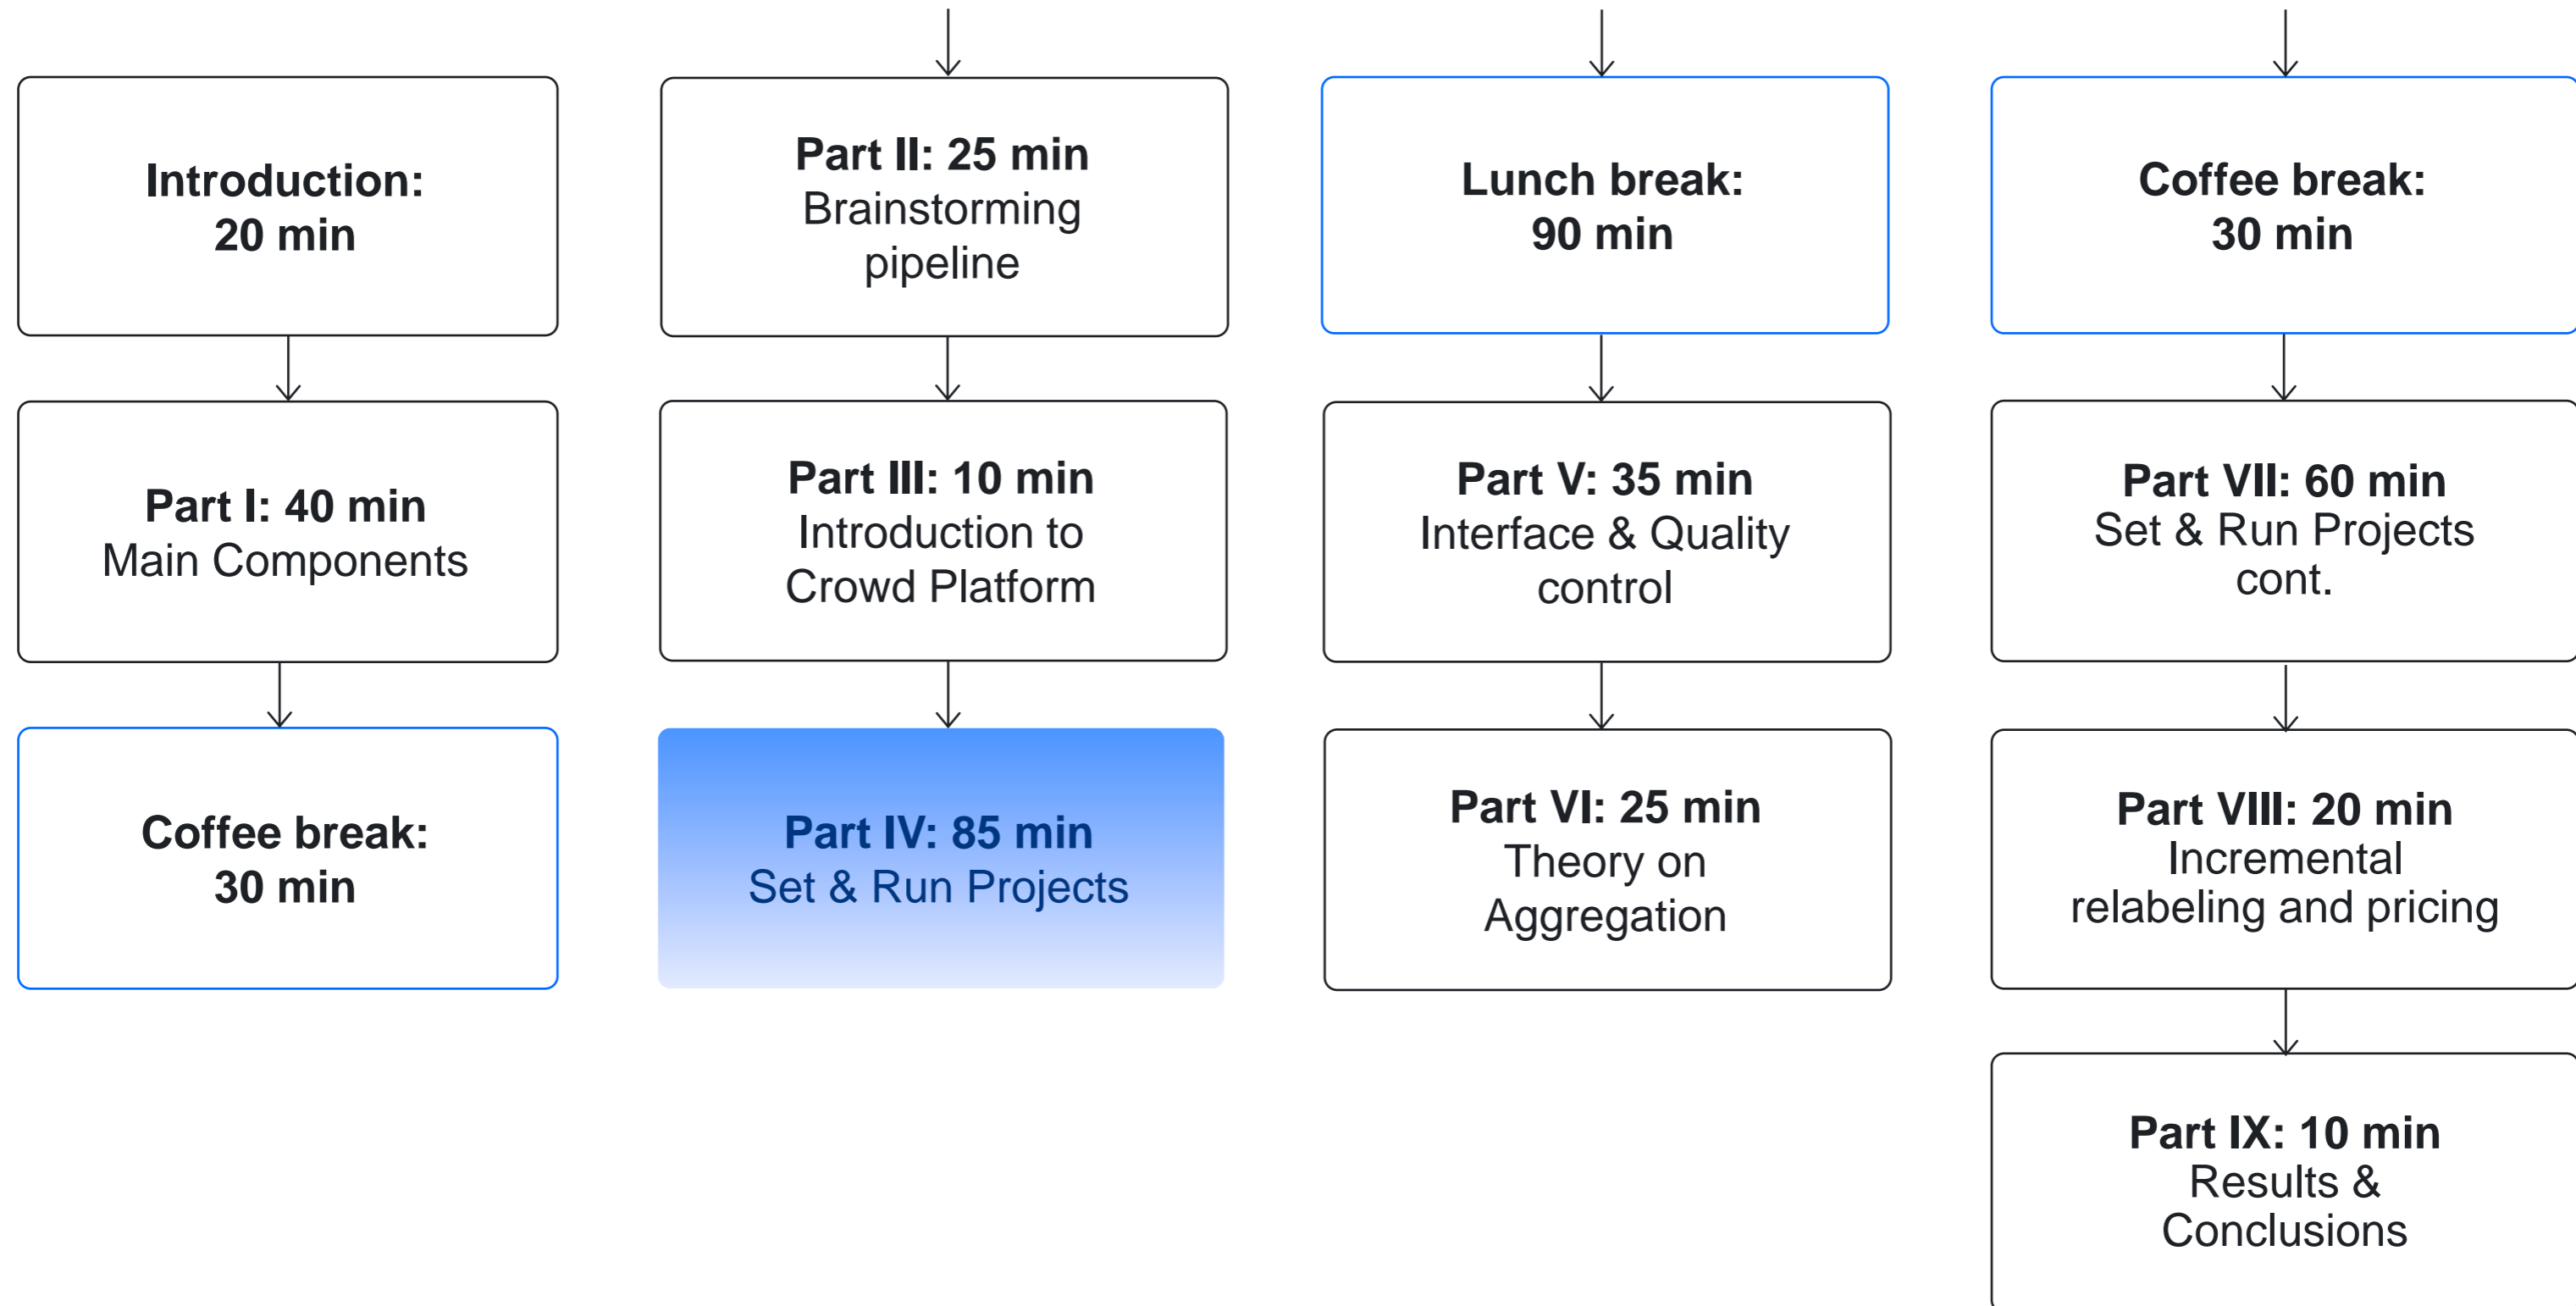 Introduction:
20 min
Part I: 40 min
Main Components
Coffee break:
30 min
Part II: 25 min
Brainstorming
pipeline
Part III: 10 min
Introduction to
Crowd Platform
Part IV: 85 min
Set & Run Projects
Lunch break:
90 min
Part V: 35 min
Interface & Quality
control
Part VI: 25 min
Theory on
Aggregation
Coffee break:
30 min
Part VII: 60 min
Set & Run Projects
cont.
Part VIII: 20 min
Incremental
relabeling and pricing
Part IX: 10 min
Results &
Conclusions